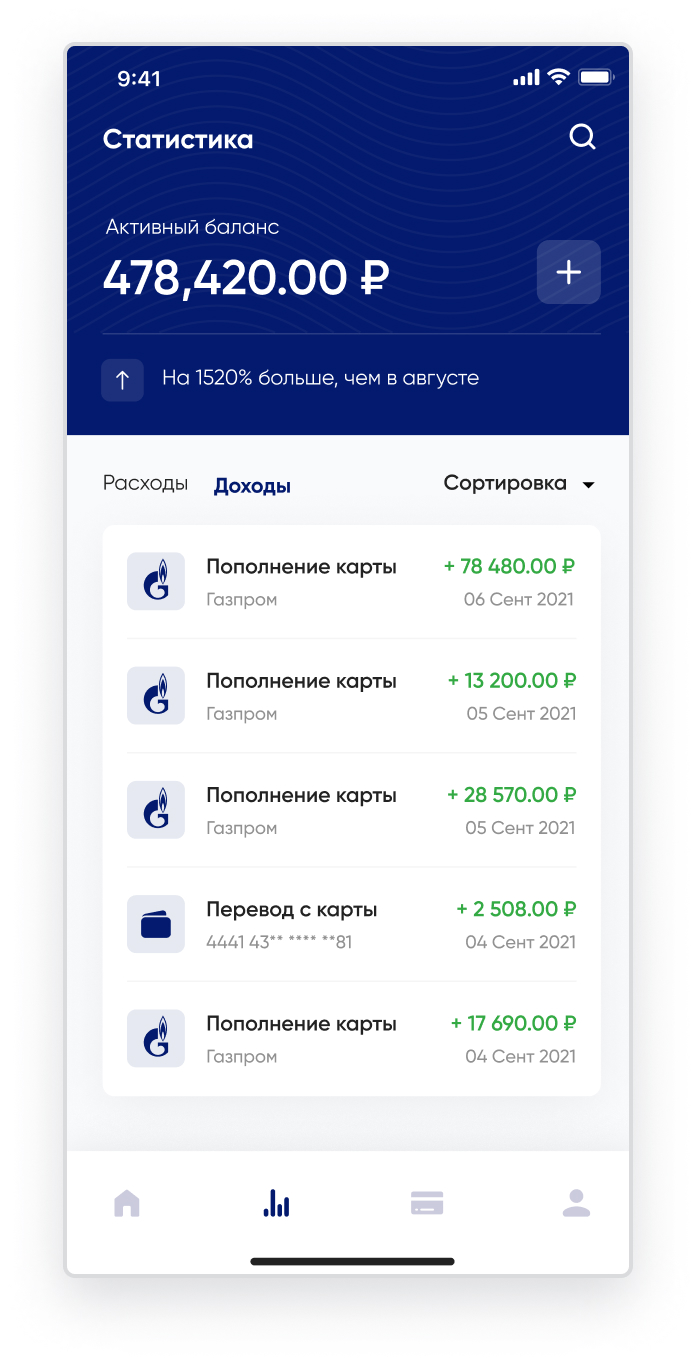 9:41
Статистика
Активный баланс
478,420.00 ₽
На 1520% больше, чем в августе
Расходы Доходы Сортировка
Пополнение карты + 78 480.00 ₽
Газпром 06 Сент 2021
Пополнение карты + 13 200.00 ₽
Газпром 05 Сент 2021
Пополнение карты + 28 570.00 ₽
Газпром 05 Сент 2021
Перевод с карты + 2 508.00 ₽
4441 43** **** **81 04 Сент 2021
Пополнение карты + 17 690.00 ₽
Газпром 04 Сент 2021